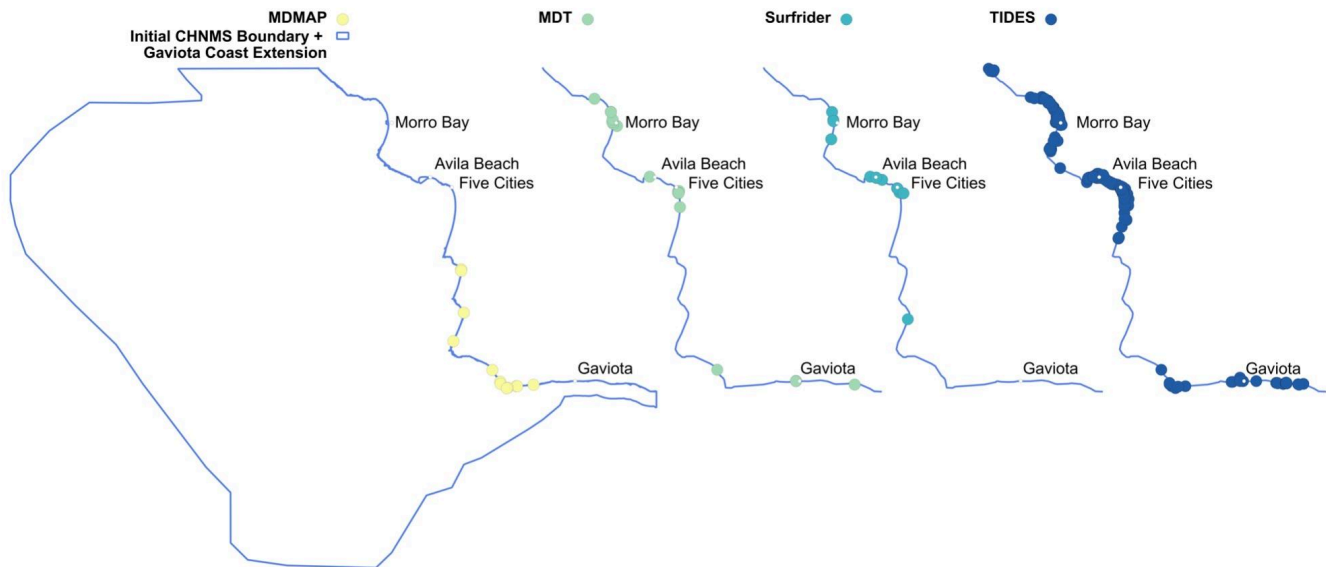 MDMAP
Initial CHNMS Boundary +
Gaviota Coast Extension
Morro Bay
Avila Beach
Five Cities
Gaviota
MDT
Morro Bay
Avila Beach
Five Cities
Gaviota
Surfrider
Morro Bay
Avila Beach
Five Cities
Gaviota
TIDES
Morro Bay
Avila Beach
Five Cities
Gaviota